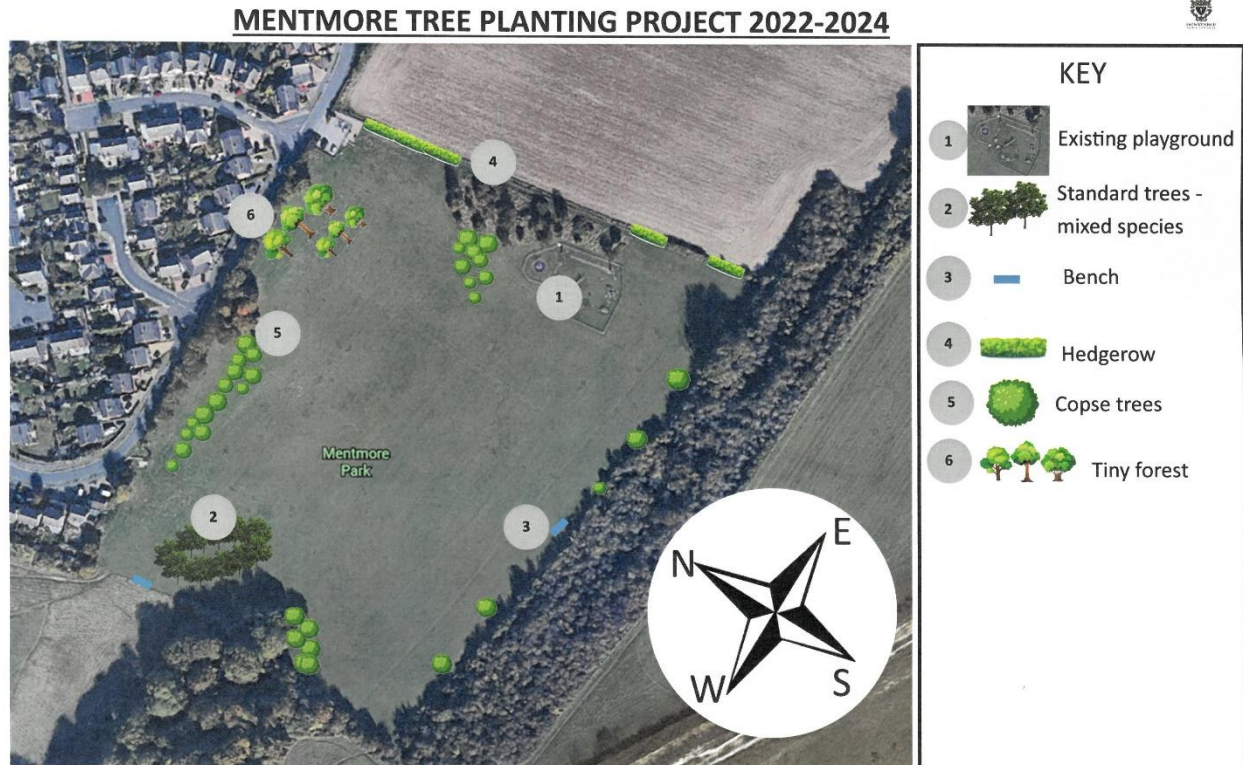 MENTMORE TREE PLANTING PROJECT 2022-2024
KEY
1 Existing playground
2 Standard trees -
mixed species
3 Bench
4 Hedgerow
5 Copse trees
6 Tiny forest
4
6
1
5
Mentmore
Park
2
3
E
N
W
S